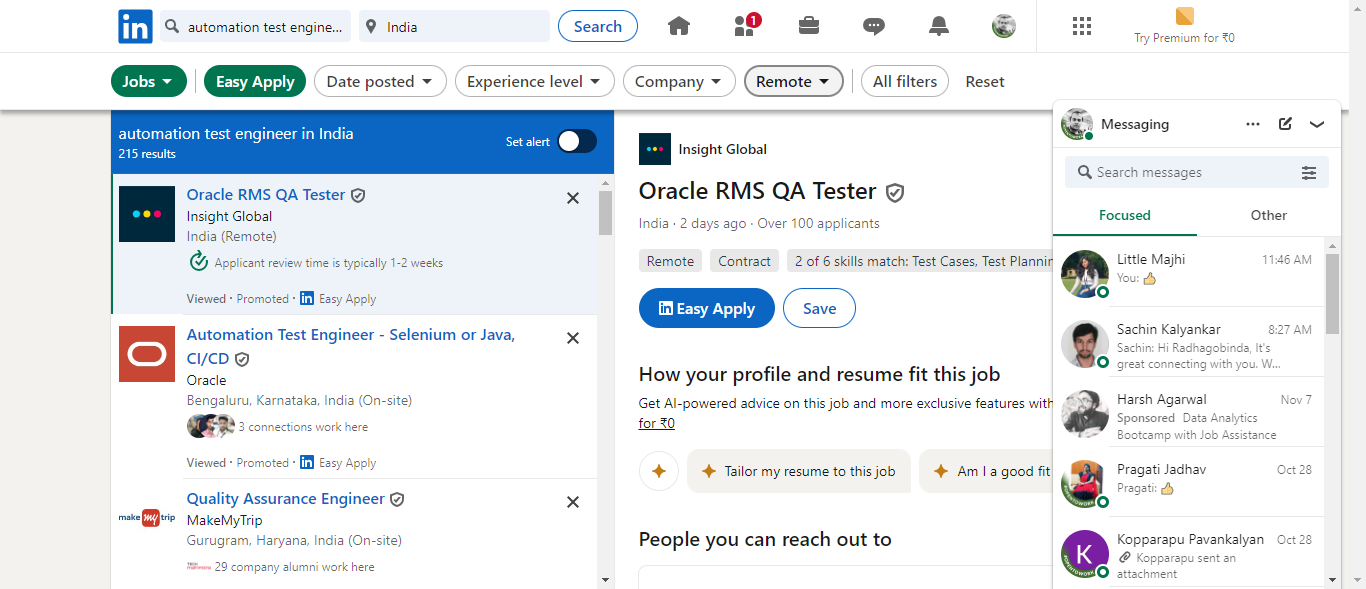 in
automation test engine...
India
Search
1
Try Premium for ₹0
Jobs
Easy Apply
Date posted
Experience level
Company
Remote
All filters
Reset
automation test engineer in India
215 results
Set alert
Oracle RMS QA Tester
Insight Global
India (Remote)
Applicant review time is typically 1-2 weeks
Viewed · Promoted · in Easy Apply
Automation Test Engineer - Selenium or Java,
CI/CD
Oracle
Bengaluru, Karnataka, India (On-site)
3 connections work here
Viewed · Promoted · in Easy Apply
make my trip
Quality Assurance Engineer
MakeMyTrip
Gurugram, Haryana, India (On-site)
29 company alumni work here
Insight Global
Oracle RMS QA Tester
India · 2 days ago · Over 100 applicants
Remote
Contract
2 of 6 skills match: Test Cases, Test Plannin
in Easy Apply
Save
How your profile and resume fit this job
Get AI-powered advice on this job and more exclusive features with
for ₹0
Tailor my resume to this job
Am I a good fit
People you can reach out to
Messaging
Search messages
Focused
Other
Little Majhi
11:46 AM
You: 👍
Sachin Kalyankar
8:27 AM
Sachin: Hi Radhagobinda, It's
great connecting with you. W...
Harsh Agarwal
Nov 7
Sponsored Data Analytics
Bootcamp with Job Assistance
Pragati Jadhav
Oct 28
Pragati: 👍
K
Kopparapu Pavankalyan
Oct 28
Kopparapu sent an
attachment